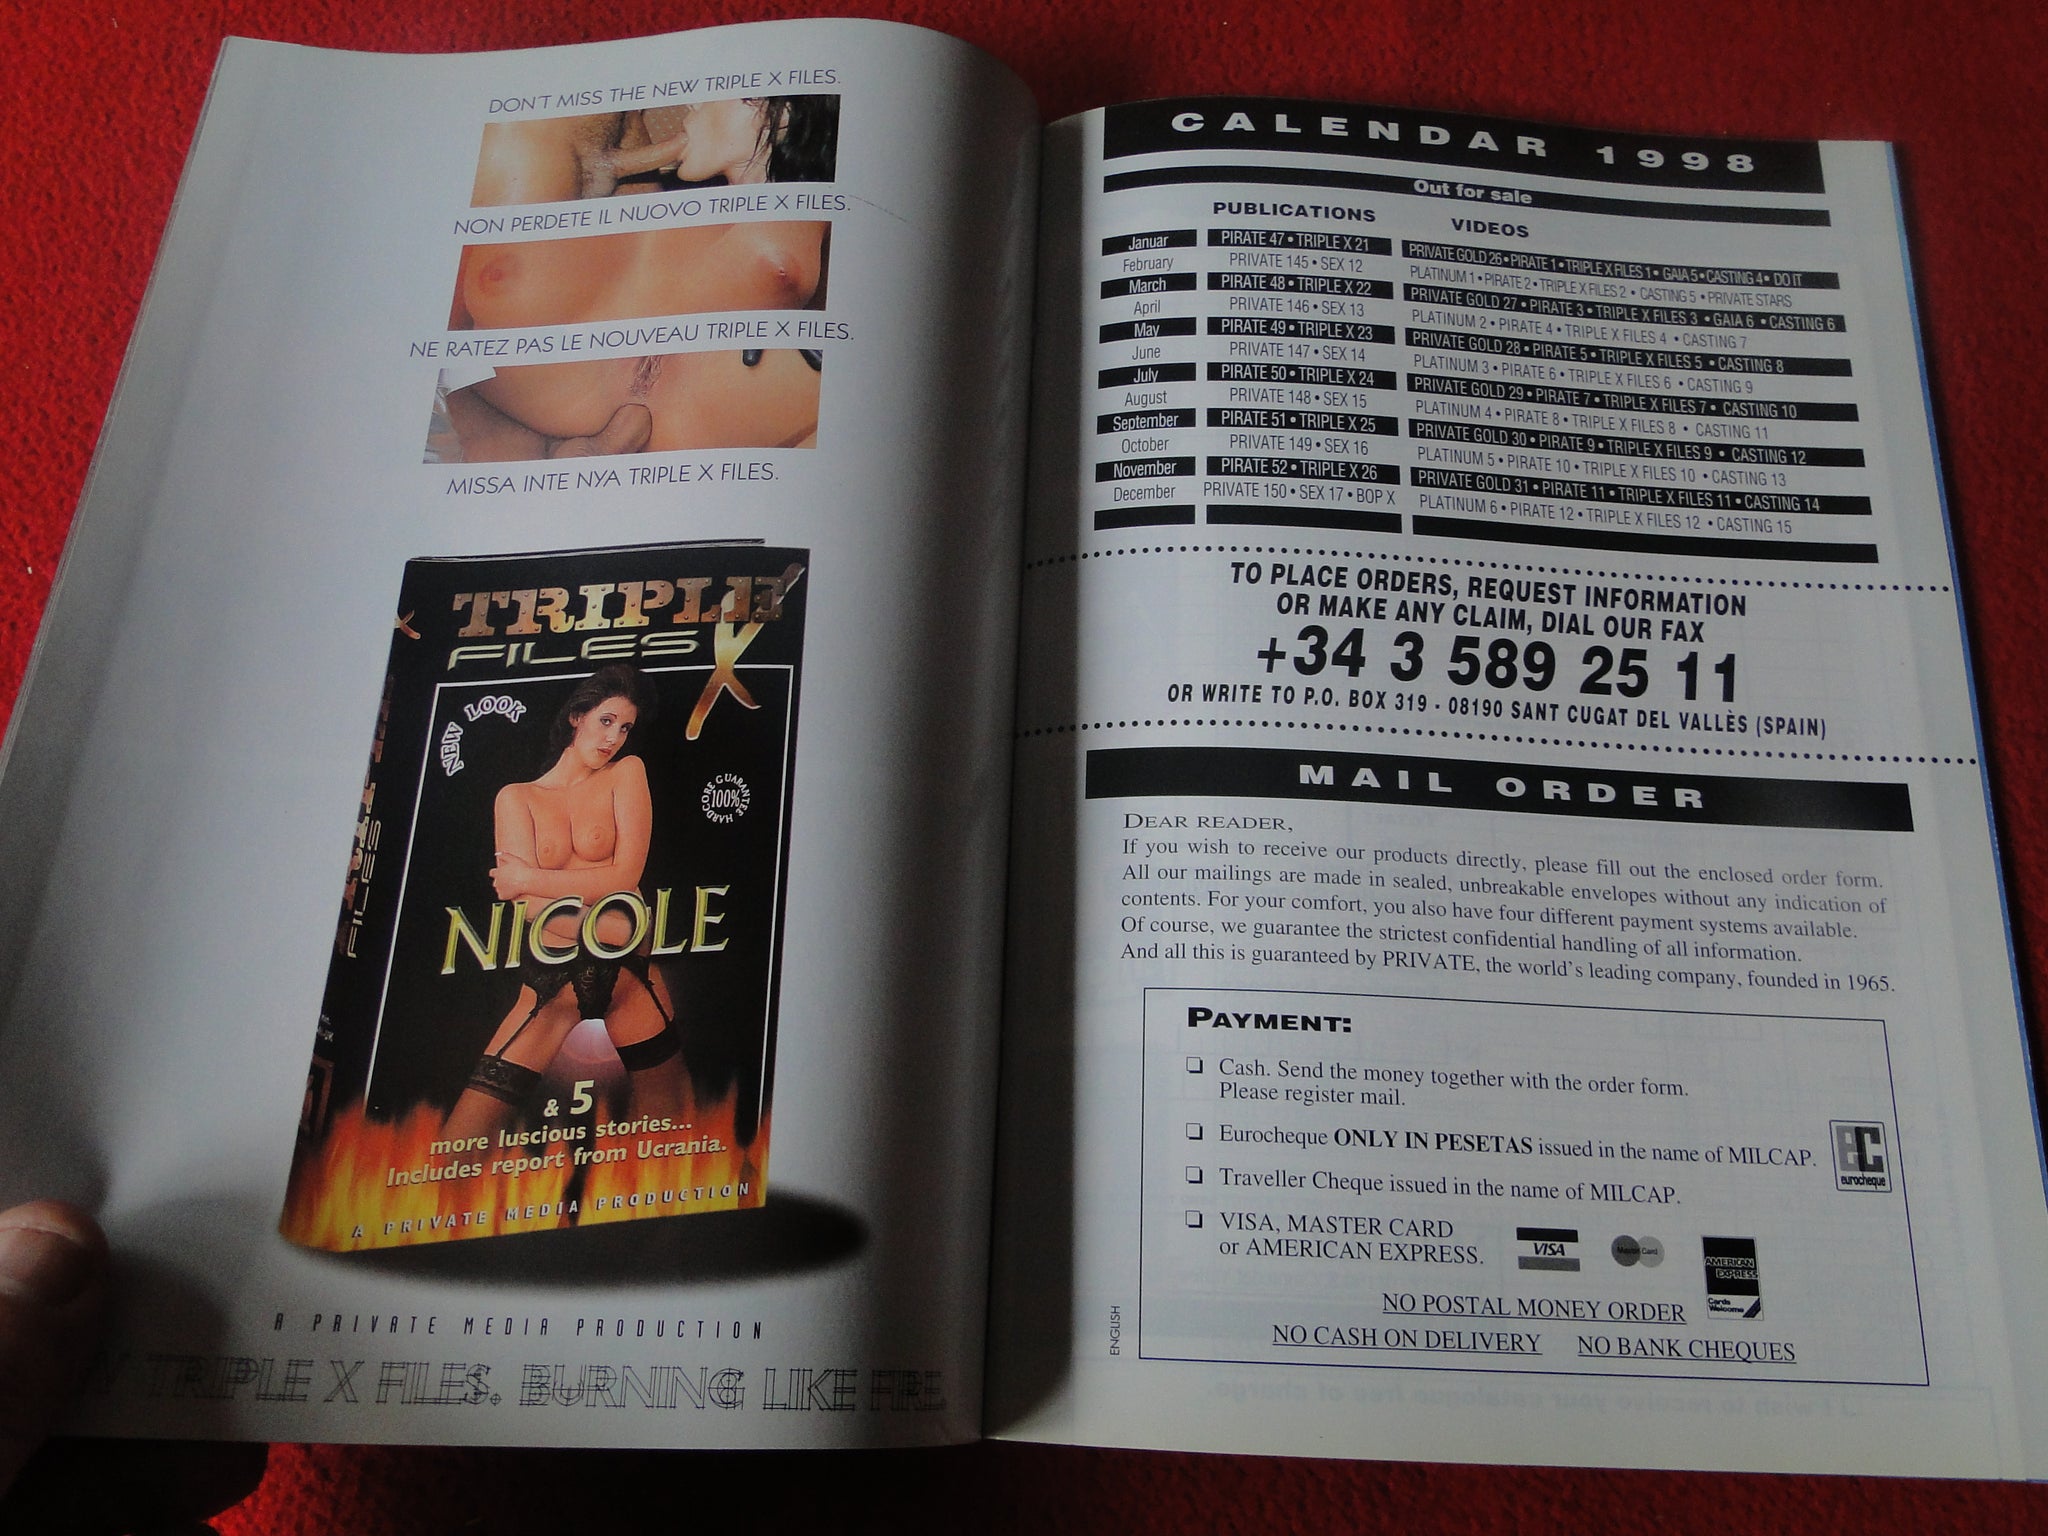 DON'T MISS THE NEW TRIPLE X FILES.
NON PERDETE IL NUOVO TRIPLE X FILES.
NE RATEZ PAS LE NOUVEAU TRIPLE X FILES.
MISSA INTE NYA TRIPLE X FILES.
TRIPLE X
FILES
NEW LOOK
100% HARDCORE GUARANTEE
NICOLE
& 5
more luscious stories...
Includes report from Ucrania.
A PRIVATE MEDIA PRODUCTION
A PRIVATE MEDIA PRODUCTION
TRIPLE X FILES. BURNING LIKE FIRE.
CALENDAR 1998
Out for sale
PUBLICATIONS VIDEOS
Januar PIRATE 47 • TRIPLE X 21 PRIVATE GOLD 26 • PIRATE 1 • TRIPLE X FILES 1 • GAIA 5 • CASTING 4 • DO IT
February PRIVATE 145 • SEX 12 PLATINUM 1 • PIRATE 2 • TRIPLE X FILES 2 • CASTING 5 • PRIVATE STARS
March PIRATE 48 • TRIPLE X 22 PRIVATE GOLD 27 • PIRATE 3 • TRIPLE X FILES 3 • GAIA 6 • CASTING 6
April PRIVATE 146 • SEX 13 PLATINUM 2 • PIRATE 4 • TRIPLE X FILES 4 • CASTING 7
May PIRATE 49 • TRIPLE X 23 PRIVATE GOLD 28 • PIRATE 5 • TRIPLE X FILES 5 • CASTING 8
June PRIVATE 147 • SEX 14 PLATINUM 3 • PIRATE 6 • TRIPLE X FILES 6 • CASTING 9
July PIRATE 50 • TRIPLE X 24 PRIVATE GOLD 29 • PIRATE 7 • TRIPLE X FILES 7 • CASTING 10
August PRIVATE 148 • SEX 15 PLATINUM 4 • PIRATE 8 • TRIPLE X FILES 8 • CASTING 11
September PIRATE 51 • TRIPLE X 25 PRIVATE GOLD 30 • PIRATE 9 • TRIPLE X FILES 9 • CASTING 12
October PRIVATE 149 • SEX 16 PLATINUM 5 • PIRATE 10 • TRIPLE X FILES 10 • CASTING 13
November PIRATE 52 • TRIPLE X 26 PRIVATE GOLD 31 • PIRATE 11 • TRIPLE X FILES 11 • CASTING 14
December PRIVATE 150 • SEX 17 • BOP X PLATINUM 6 • PIRATE 12 • TRIPLE X FILES 12 • CASTING 15
TO PLACE ORDERS, REQUEST INFORMATION
OR MAKE ANY CLAIM, DIAL OUR FAX
+34 3 589 25 11
OR WRITE TO P.O. BOX 319 - 08190 SANT CUGAT DEL VALLÈS (SPAIN)
MAIL ORDER
DEAR READER,
If you wish to receive our products directly, please fill out the enclosed order form.
All our mailings are made in sealed, unbreakable envelopes without any indication of
contents. For your comfort, you also have four different payment systems available.
Of course, we guarantee the strictest confidential handling of all information.
And all this is guaranteed by PRIVATE, the world's leading company, founded in 1965.
PAYMENT:
❏ Cash. Send the money together with the order form.
Please register mail.
❏ Eurocheque ONLY IN PESETAS issued in the name of MILCAP.
EC
eurocheque
❏ Traveller Cheque issued in the name of MILCAP.
❏ VISA, MASTER CARD
or AMERICAN EXPRESS.
VISA
MasterCard
AMERICAN EXPRESS
Cards Welcome
NO POSTAL MONEY ORDER
NO CASH ON DELIVERY NO BANK CHEQUES
ENGLISH